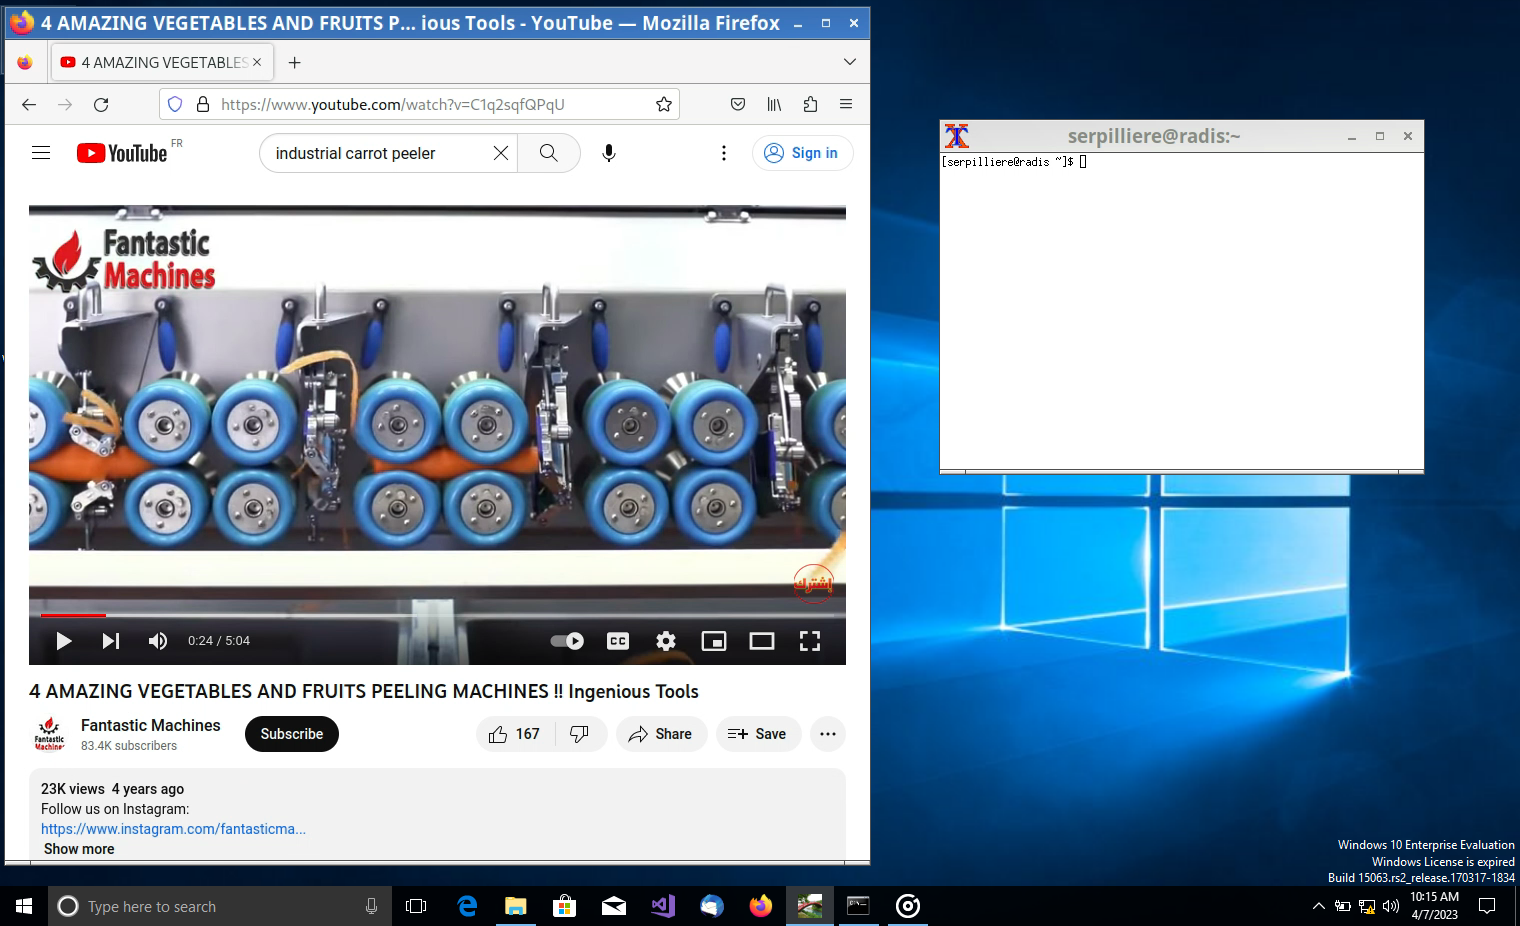 4 AMAZING VEGETABLES AND FRUITS P... ious Tools - YouTube — Mozilla Firefox
4 AMAZING VEGETABLES
https://www.youtube.com/watch?v=C1q2sqfQPqU
YouTube FR
industrial carrot peeler
Sign in
Fantastic
Machines
إشترك
0:24 / 5:04
CC
4 AMAZING VEGETABLES AND FRUITS PEELING MACHINES !! Ingenious Tools
Fantastic Machines
83.4K subscribers
Subscribe
167
Share
Save
23K views 4 years ago
Follow us on Instagram:
https://www.instagram.com/fantasticma...
Show more
serpilliere@radis:~
[serpilliere@radis ~]$
Windows 10 Enterprise Evaluation
Windows License is expired
Build 15063.rs2_release.170317-1834
Type here to search
10:15 AM
4/7/2023